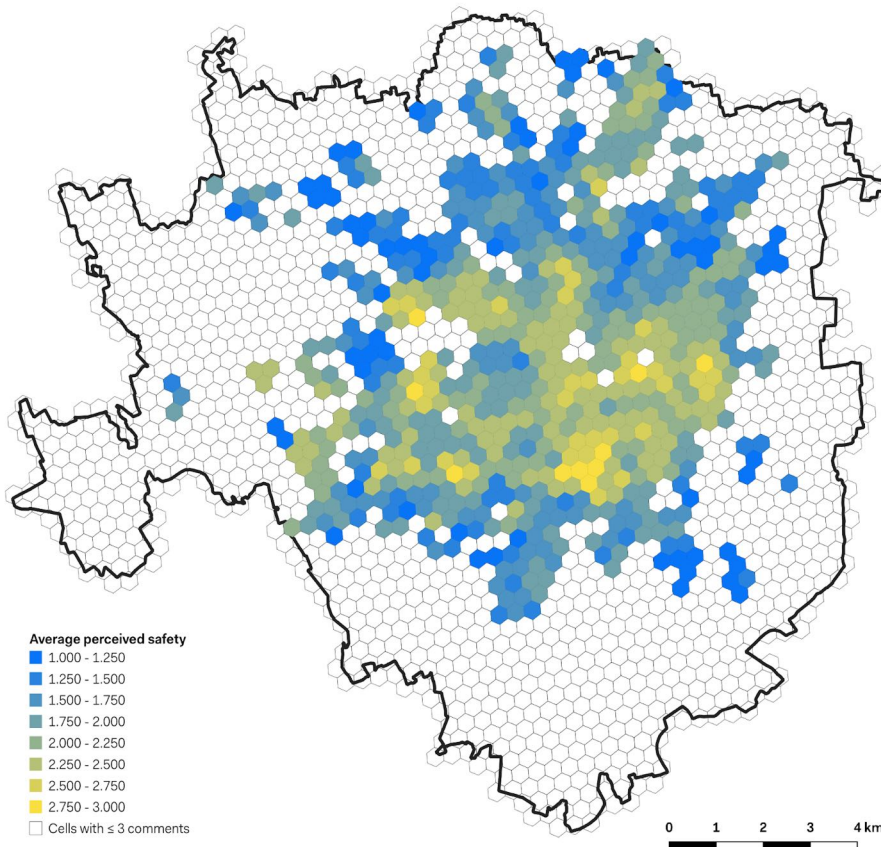 Average perceived safety
1.000 - 1.250
1.250 - 1.500
1.500 - 1.750
1.750 - 2.000
2.000 - 2.250
2.250 - 2.500
2.500 - 2.750
2.750 - 3.000
Cells with ≤ 3 comments
0 1 2 3 4 km